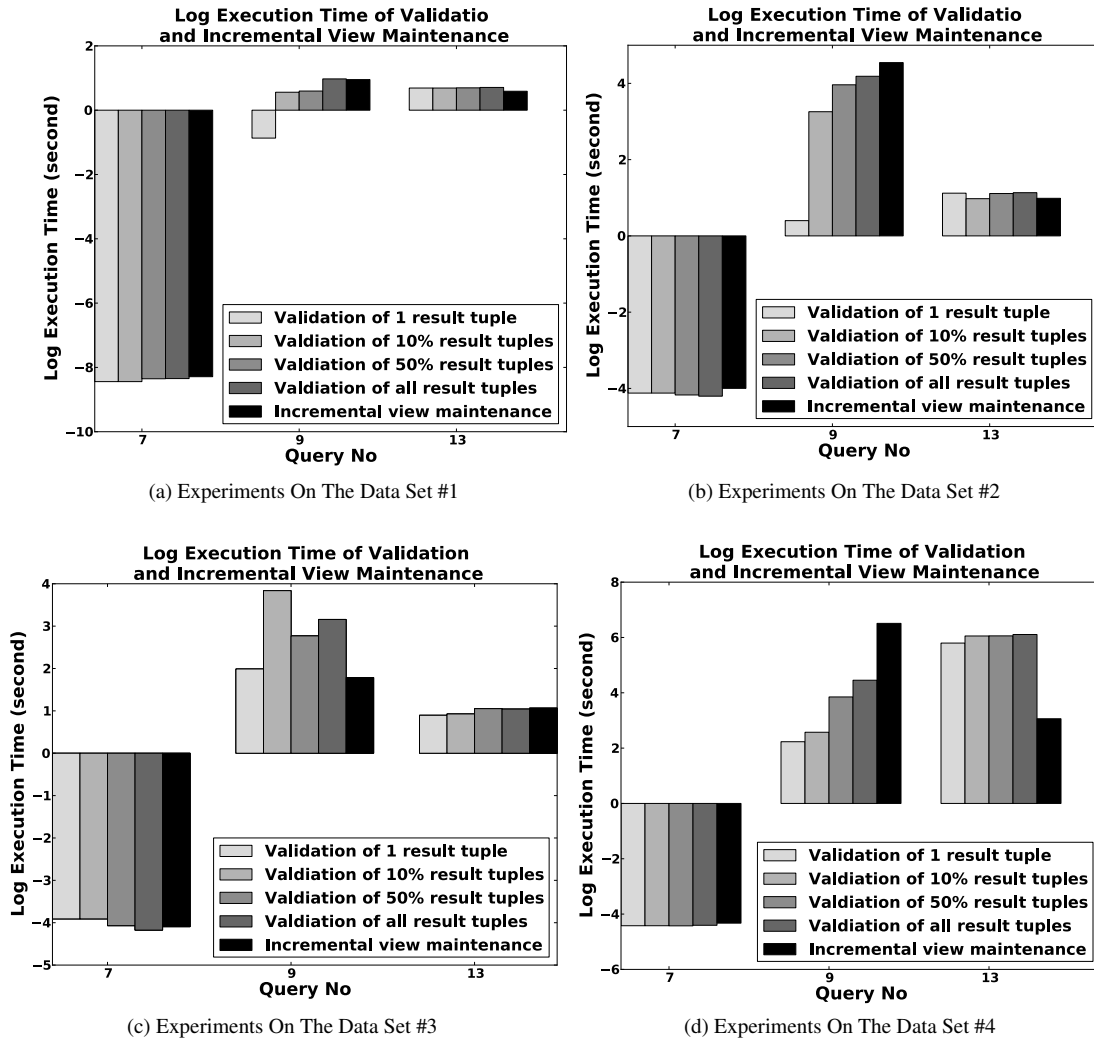 Log Execution Time of Validatio
and Incremental View Maintenance
Log Execution Time (second)
2
0
−2
−4
−6
−8
−10
Validation of 1 result tuple
Valdiation of 10% result tuples
Valdiation of 50% result tuples
Valdiation of all result tuples
Incremental view maintenance
7
9
13
Query No
(a) Experiments On The Data Set #1
Log Execution Time of Validatio
and Incremental View Maintenance
Log Execution Time (second)
4
2
0
−2
−4
Validation of 1 result tuple
Valdiation of 10% result tuples
Valdiation of 50% result tuples
Valdiation of all result tuples
Incremental view maintenance
7
9
13
Query No
(b) Experiments On The Data Set #2
Log Execution Time of Validation
and Incremental View Maintenance
Log Execution Time (second)
4
3
2
1
0
−1
−2
−3
−4
−5
Validation of 1 result tuple
Valdiation of 10% result tuples
Valdiation of 50% result tuples
Valdiation of all result tuples
Incremental view maintenance
7
9
13
Query No
(c) Experiments On The Data Set #3
Log Execution Time of Validation
and Incremental View Maintenance
Log Execution Time (second)
8
6
4
2
0
−2
−4
−6
Validation of 1 result tuple
Valdiation of 10% result tuples
Valdiation of 50% result tuples
Valdiation of all result tuples
Incremental view maintenance
7
9
13
Query No
(d) Experiments On The Data Set #4